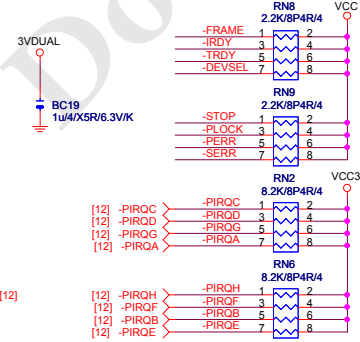 RN8
2.2K/8P4R/4
VCC
-FRAME 1 2
-IRDY 3 4
-TRDY 5 6
-DEVSEL 7 8
3VDUAL
BC19
1u/4/X5R/6.3V/K
RN9
2.2K/8P4R/4
-STOP 1 2
-PLOCK 3 4
-PERR 5 6
-SERR 7 8
RN2
8.2K/8P4R/4
VCC3
[12] -PIRQC -PIRQC 1 2
[12] -PIRQD -PIRQD 3 4
[12] -PIRQG -PIRQG 5 6
[12] -PIRQA -PIRQA 7 8
RN6
8.2K/8P4R/4
[12] [12] -PIRQH -PIRQH 1 2
[12] -PIRQF -PIRQF 3 4
[12] -PIRQB -PIRQB 5 6
[12] -PIRQE -PIRQE 7 8